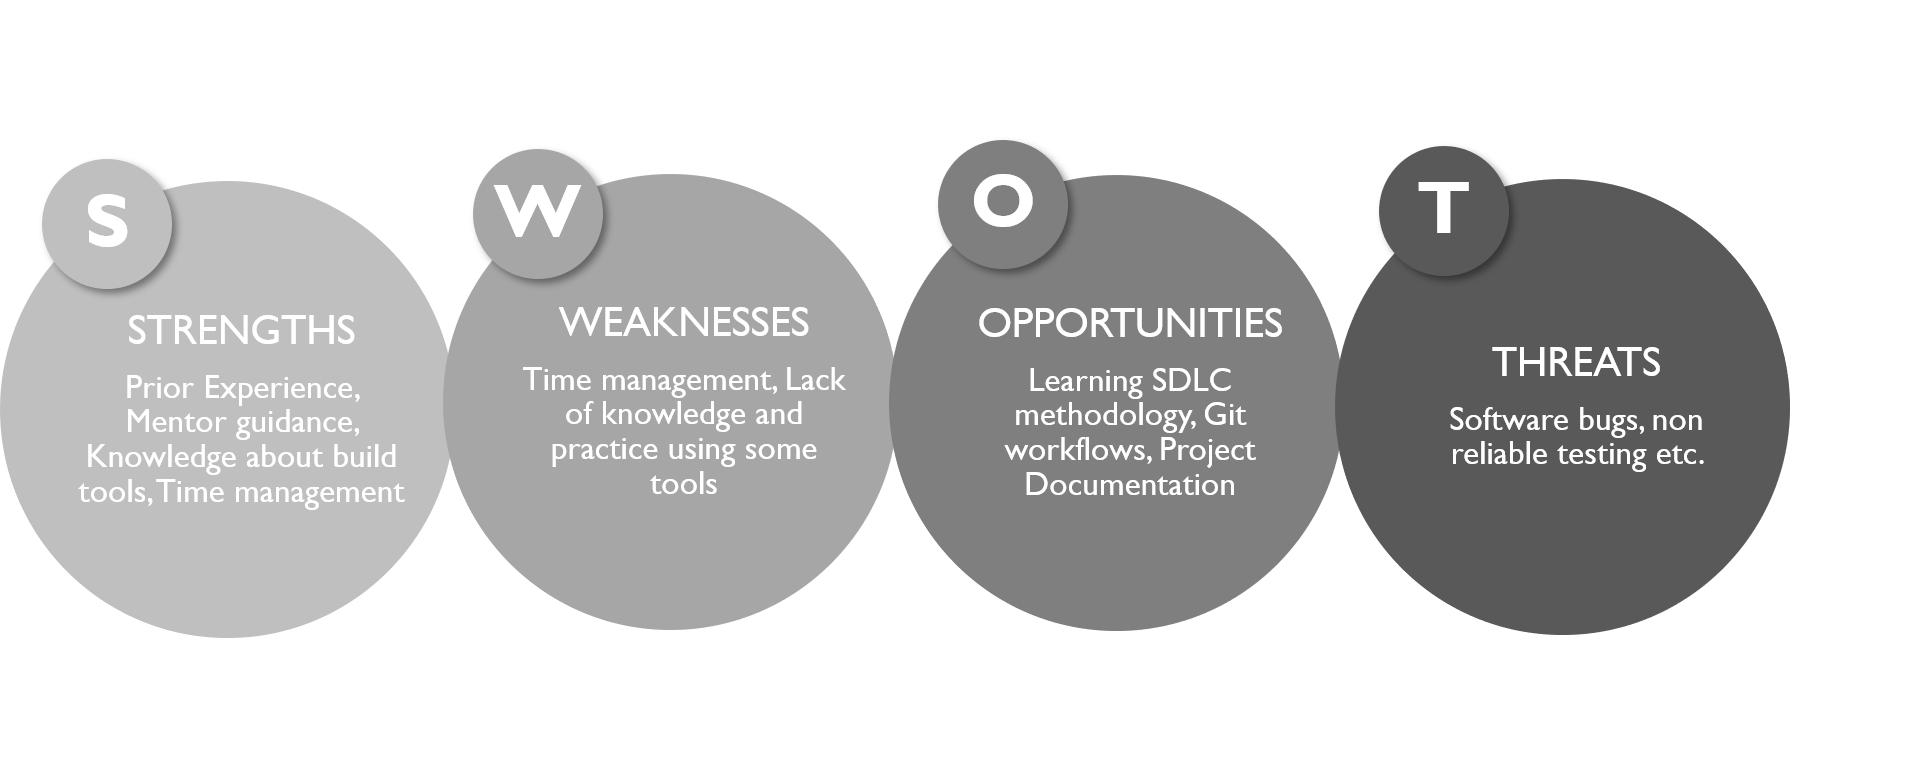 S
STRENGTHS
Prior Experience,
Mentor guidance,
Knowledge about build
tools, Time management
W
WEAKNESSES
Time management, Lack
of knowledge and
practice using some
tools
O
OPPORTUNITIES
Learning SDLC
methodology, Git
workflows, Project
Documentation
T
THREATS
Software bugs, non
reliable testing etc.